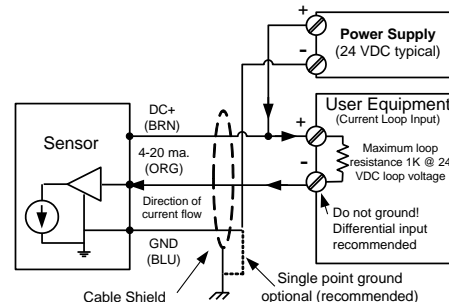 +
Power Supply
(24 VDC typical)
-
User Equipment
(Current Loop Input)
+
Maximum loop
resistance 1K @ 24
VDC loop voltage
-
Do not ground!
Differential input
recommended
Sensor
DC+
(BRN)
4-20 ma.
(ORG)
Direction of
current flow
GND
(BLU)
Cable Shield
Single point ground
optional (recommended)